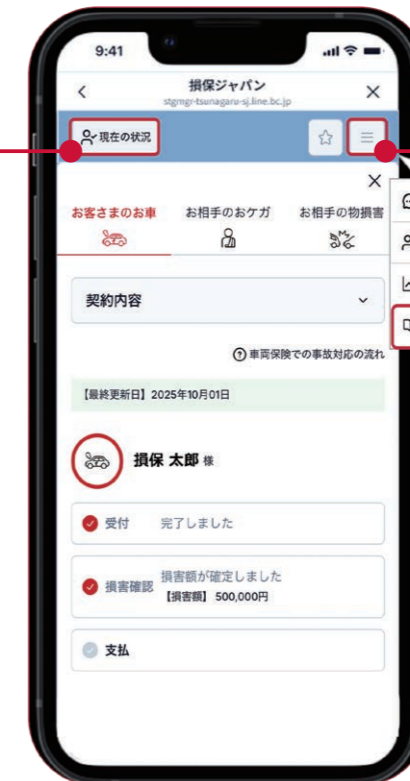 9:41
損保ジャパン
stgmgr-tsunagaru-sj.line.bc.jp
現在の状況
お客さまのお車 お相手のおケガ お相手の物損害
契約内容
? 車両保険での事故対応の流れ
【最終更新日】2025年10月01日
損保 太郎 様
受付 完了しました
損害確認 損害額が確定しました
【損害額】 500,000円
支払